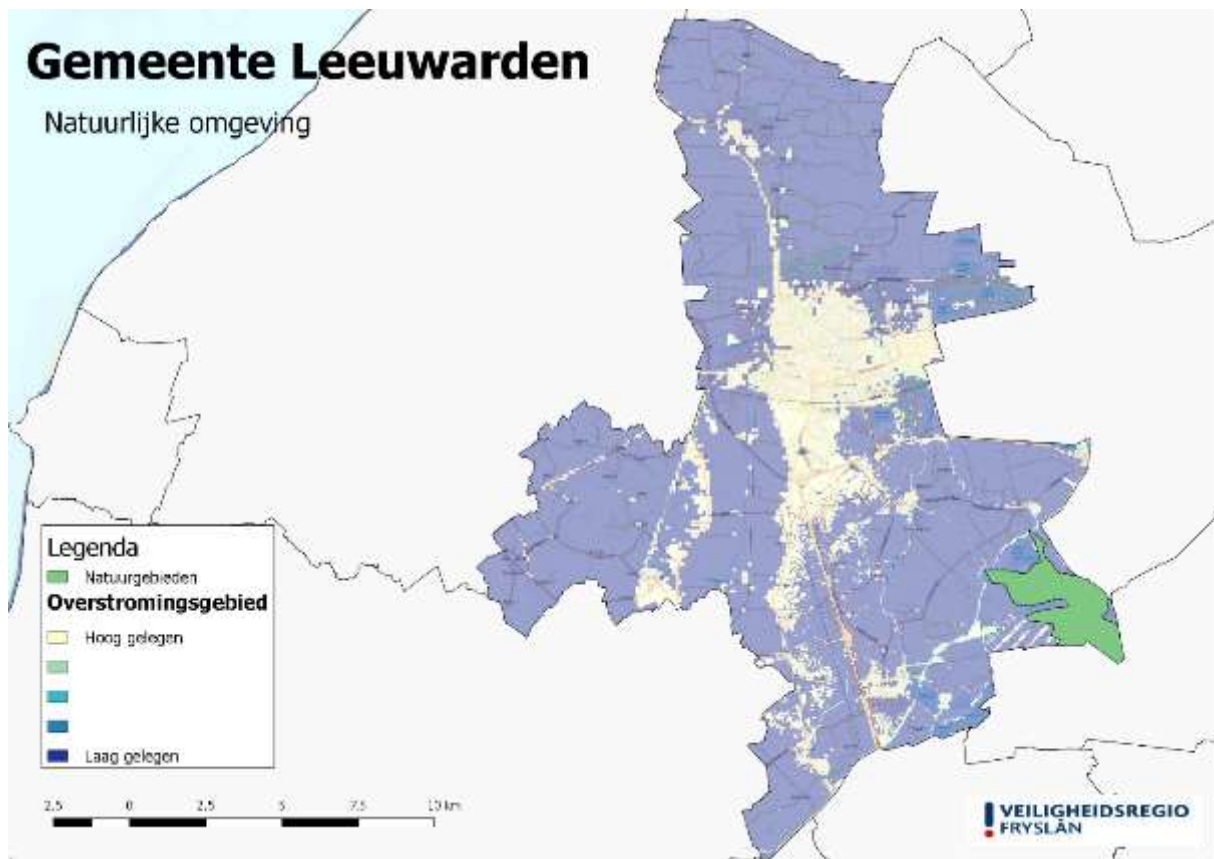 Gemeente Leeuwarden
Natuurlijke omgeving
Legenda
Natuurgebieden
Overstromingsgebied
Hoog gelegen
Laag gelegen
2,5 0 2,5 5 7,5 10 km
VEILIGHEIDSREGIO
FRYSLÂN